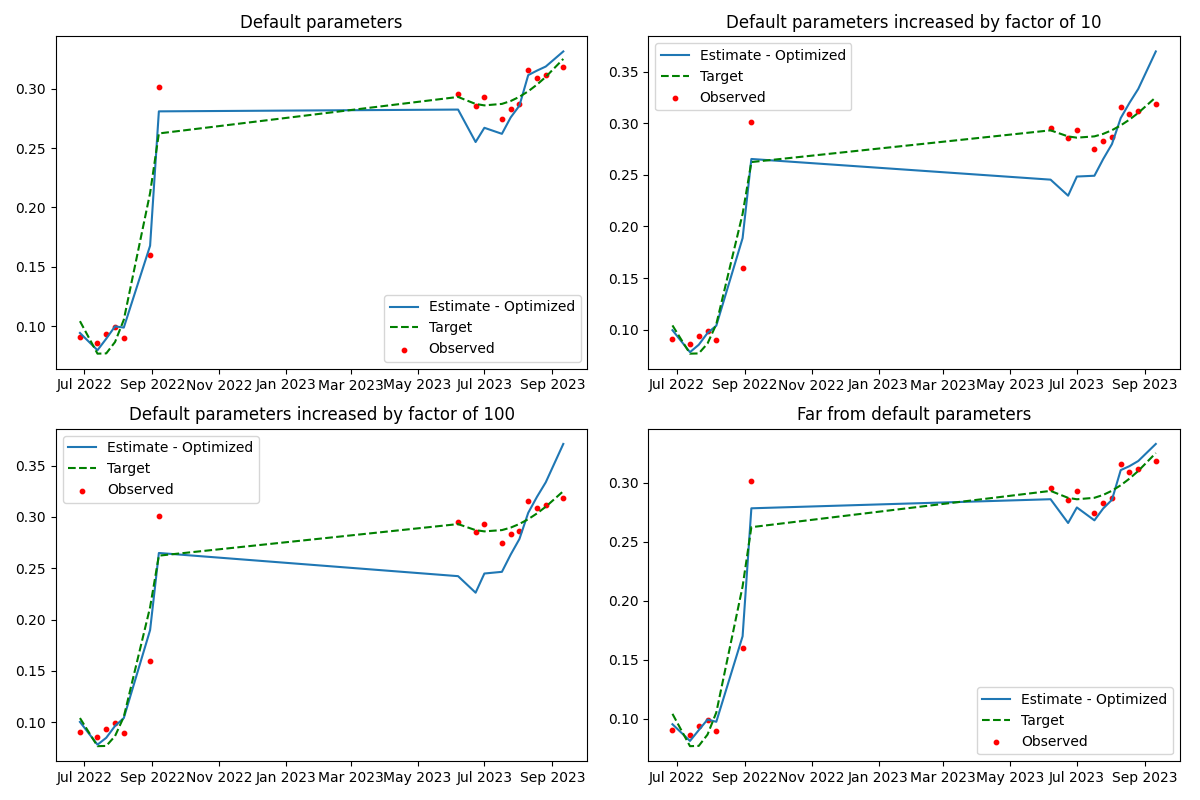 Default parameters
0.30
0.25
0.20
0.15
0.10
Estimate - Optimized
Target
Observed
Jul 2022 Sep 2022 Nov 2022 Jan 2023 Mar 2023 May 2023 Jul 2023 Sep 2023
Default parameters increased by factor of 10
Estimate - Optimized
Target
Observed
0.35
0.30
0.25
0.20
0.15
0.10
Jul 2022 Sep 2022 Nov 2022 Jan 2023 Mar 2023 May 2023 Jul 2023 Sep 2023
Default parameters increased by factor of 100
Estimate - Optimized
Target
Observed
0.35
0.30
0.25
0.20
0.15
0.10
Jul 2022 Sep 2022 Nov 2022 Jan 2023 Mar 2023 May 2023 Jul 2023 Sep 2023
Far from default parameters
0.30
0.25
0.20
0.15
0.10
Estimate - Optimized
Target
Observed
Jul 2022 Sep 2022 Nov 2022 Jan 2023 Mar 2023 May 2023 Jul 2023 Sep 2023